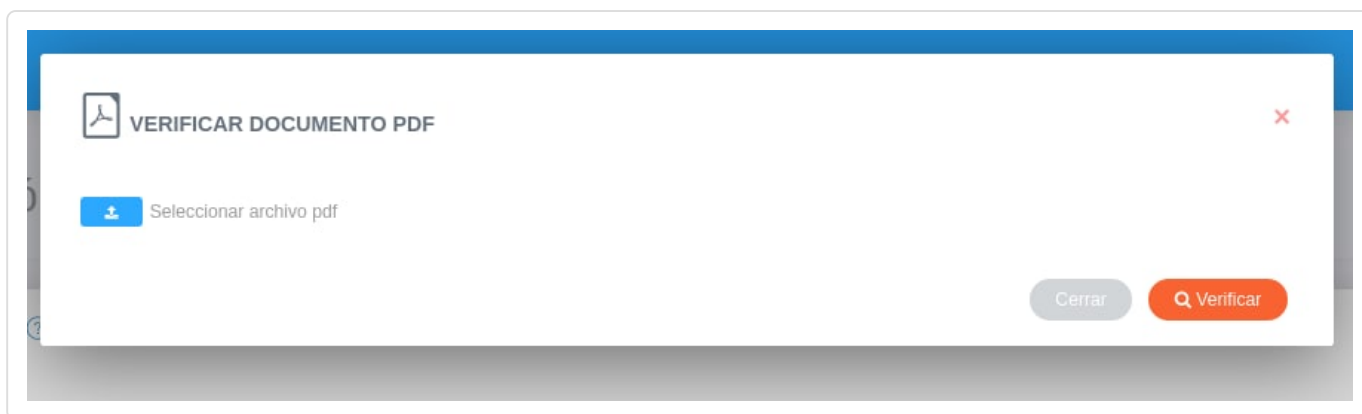 VERIFICAR DOCUMENTO PDF
×
Seleccionar archivo pdf
Cerrar
Verificar